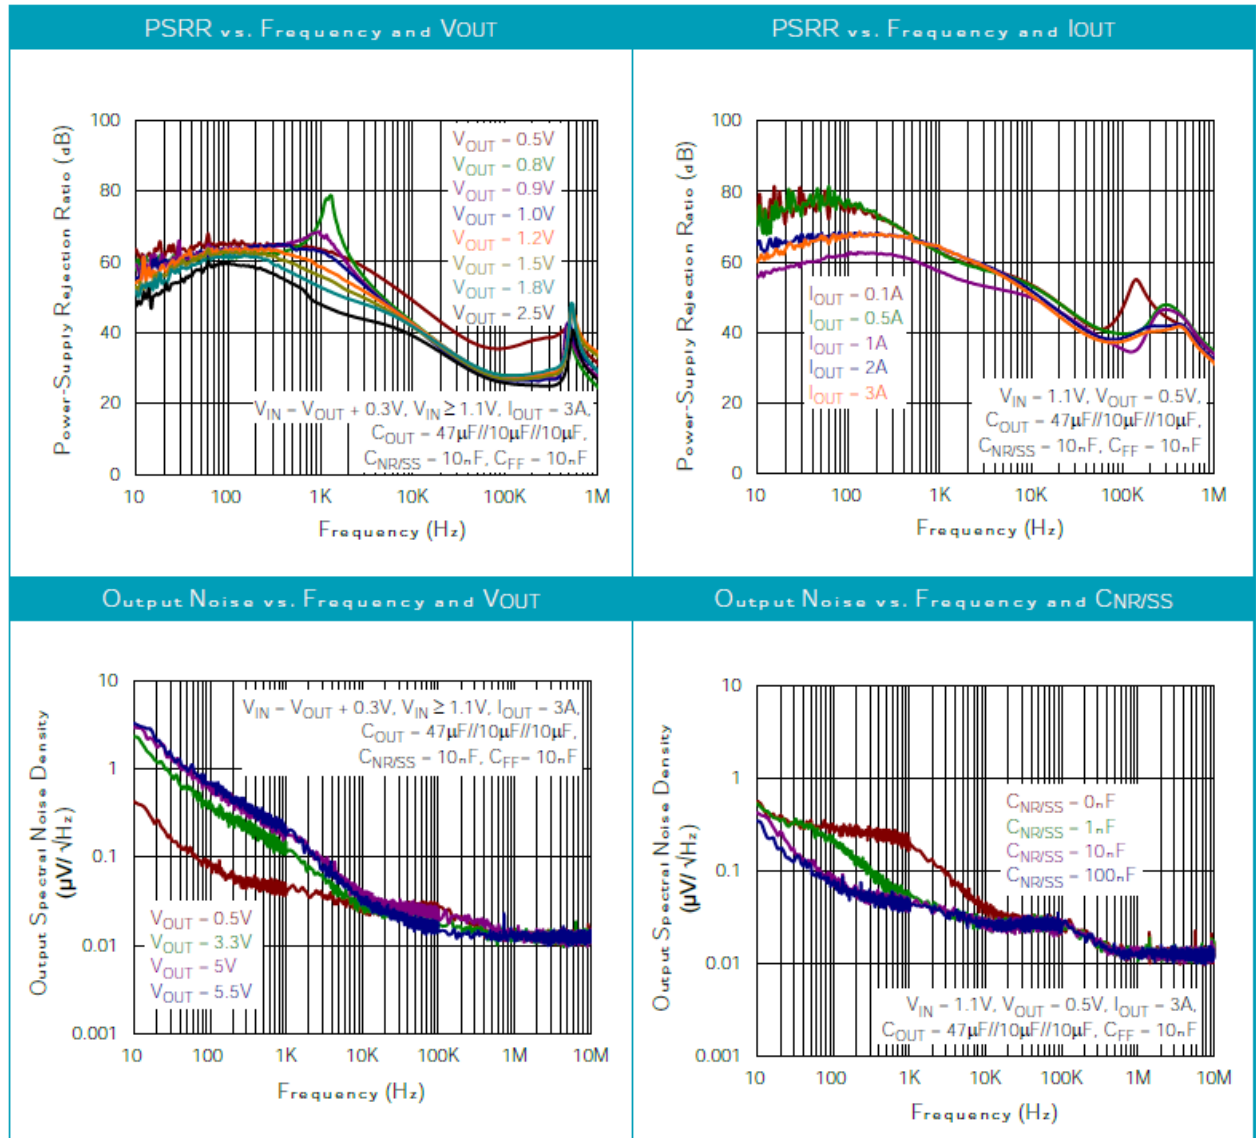 PSRR vs. Frequency and VOUT
Power-Supply Rejection Ratio (dB)
100
80
60
40
20
0
VOUT – 0.5V
VOUT – 0.8V
VOUT – 0.9V
VOUT – 1.0V
VOUT – 1.2V
VOUT – 1.5V
VOUT – 1.8V
VOUT – 2.5V
VIN – VOUT + 0.3V, VIN ≥ 1.1V, IOUT – 3A,
COUT – 47μF//10μF//10μF,
CNR/SS – 10nF, CFF – 10nF
10 100 1K 10K 100K 1M
Frequency (Hz)
PSRR vs. Frequency and IOUT
Power-Supply Rejection Ratio (dB)
100
80
60
40
20
0
IOUT – 0.1A
IOUT – 0.5A
IOUT – 1A
IOUT – 2A
IOUT – 3A
VIN – 1.1V, VOUT – 0.5V,
COUT – 47μF//10μF//10μF,
CNR/SS – 10nF, CFF – 10nF
10 100 1K 10K 100K 1M
Frequency (Hz)
Output Noise vs. Frequency and VOUT
Output Spectral Noise Density
(μV/√Hz)
10
1
0.1
0.01
0.001
VIN – VOUT + 0.3V, VIN ≥ 1.1V, IOUT – 3A,
COUT – 47μF//10μF//10μF,
CNR/SS – 10nF, CFF– 10nF
VOUT – 0.5V
VOUT – 3.3V
VOUT – 5V
VOUT – 5.5V
10 100 1K 10K 100K 1M 10M
Frequency (Hz)
Output Noise vs. Frequency and CNR/SS
Output Spectral Noise Density
(μV/√Hz)
10
1
0.1
0.01
0.001
CNR/SS – 0nF
CNR/SS – 1nF
CNR/SS – 10nF
CNR/SS – 100nF
VIN – 1.1V, VOUT – 0.5V, IOUT – 3A,
COUT – 47μF//10μF//10μF, CFF – 10nF
10 100 1K 10K 100K 1M 10M
Frequency (Hz)